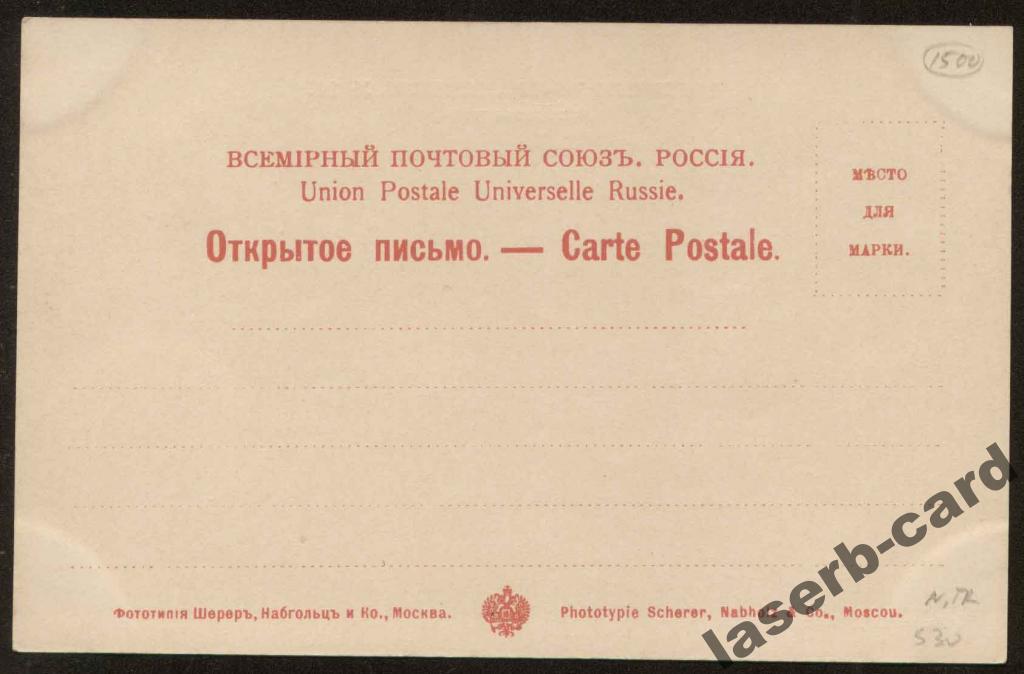 1500
ВСЕМІРНЫЙ ПОЧТОВЫЙ СОЮЗЪ. РОССІЯ.
Union Postale Universelle Russie.
Открытое письмо. — Carte Postale.
МѢСТО
ДЛЯ
МАРКИ.
Фототипія Шереръ, Набгольцъ и Ко., Москва.
Phototypie Scherer, Nabholz & Co., Moscou.
530
laserb-card